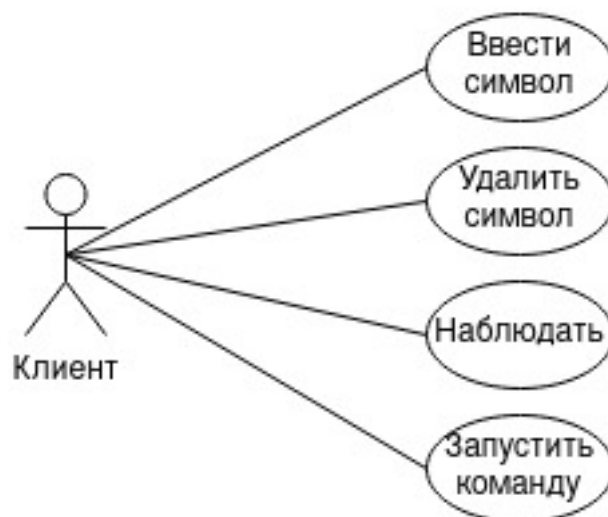 Ввести
символ
Удалить
символ
Наблюдать
Клиент
Запустить
команду